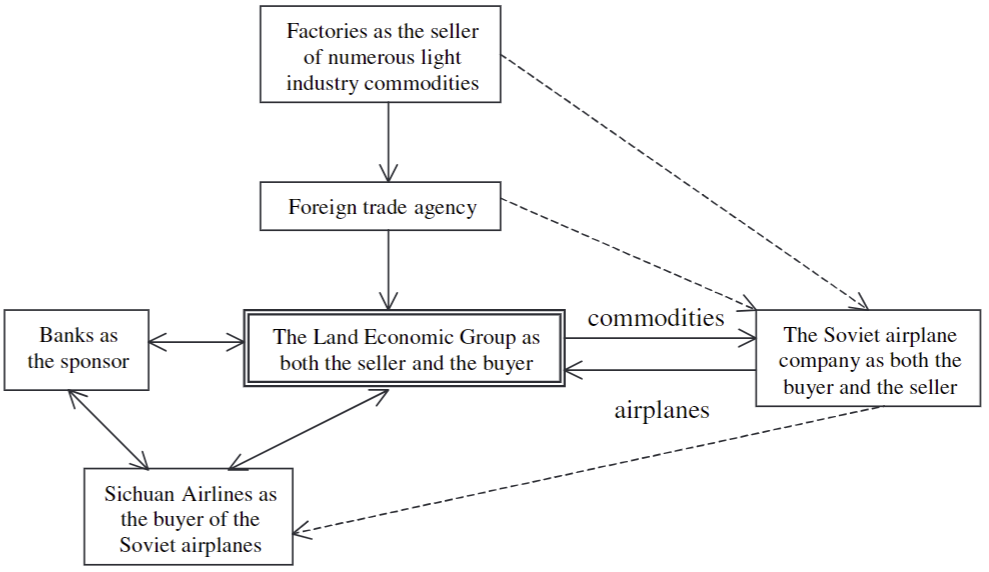 Factories as the seller
of numerous light
industry commodities
Foreign trade agency
commodities
Banks as
the sponsor
The Land Economic Group as
both the seller and the buyer
The Soviet airplane
company as both the
buyer and the seller
airplanes
Sichuan Airlines as
the buyer of the
Soviet airplanes